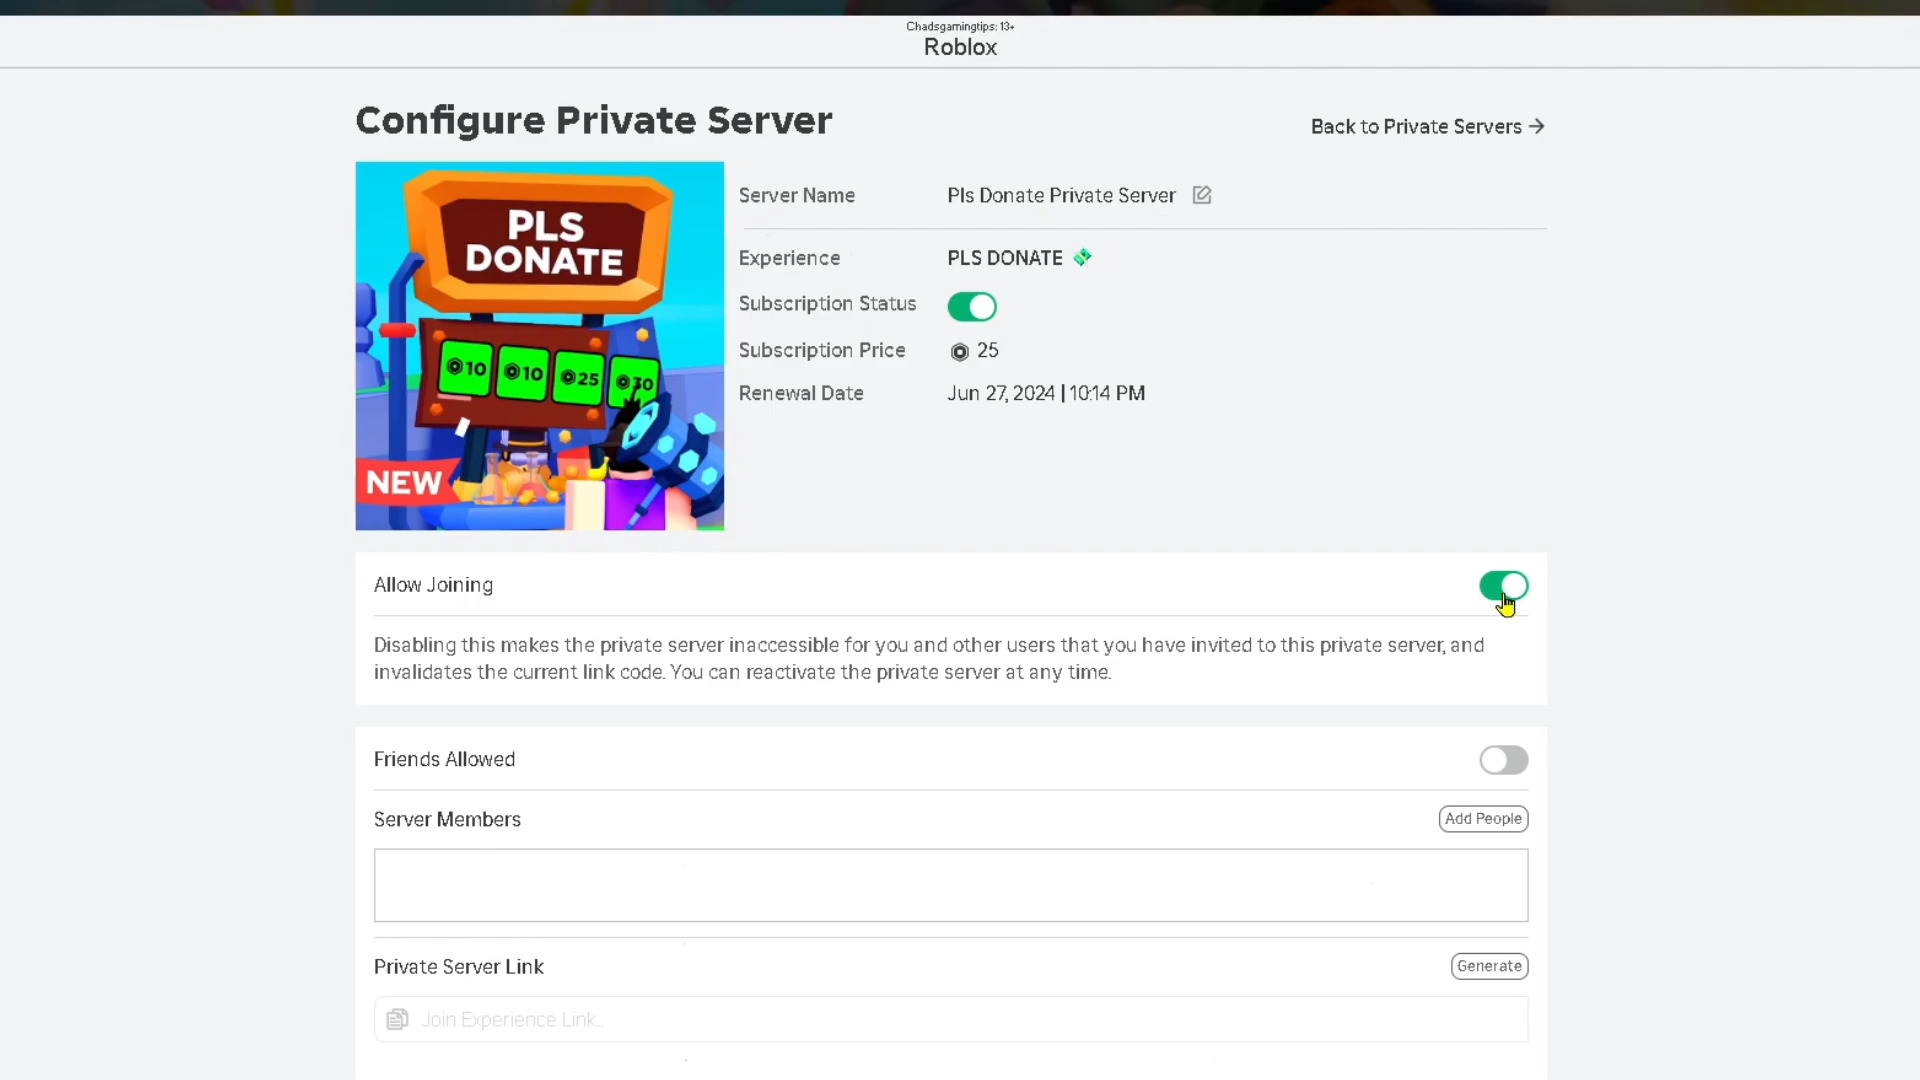 Chadsgamingtips: 13+
Roblox
Configure Private Server
Back to Private Servers →
PLS
DONATE
10
10
25
30
NEW
Server Name
Pls Donate Private Server
Experience
PLS DONATE 💸
Subscription Status
Subscription Price
25
Renewal Date
Jun 27, 2024 | 10:14 PM
Allow Joining
Disabling this makes the private server inaccessible for you and other users that you have invited to this private server, and
invalidates the current link code. You can reactivate the private server at any time.
Friends Allowed
Server Members
Add People
Private Server Link
Generate
Join Experience Link...